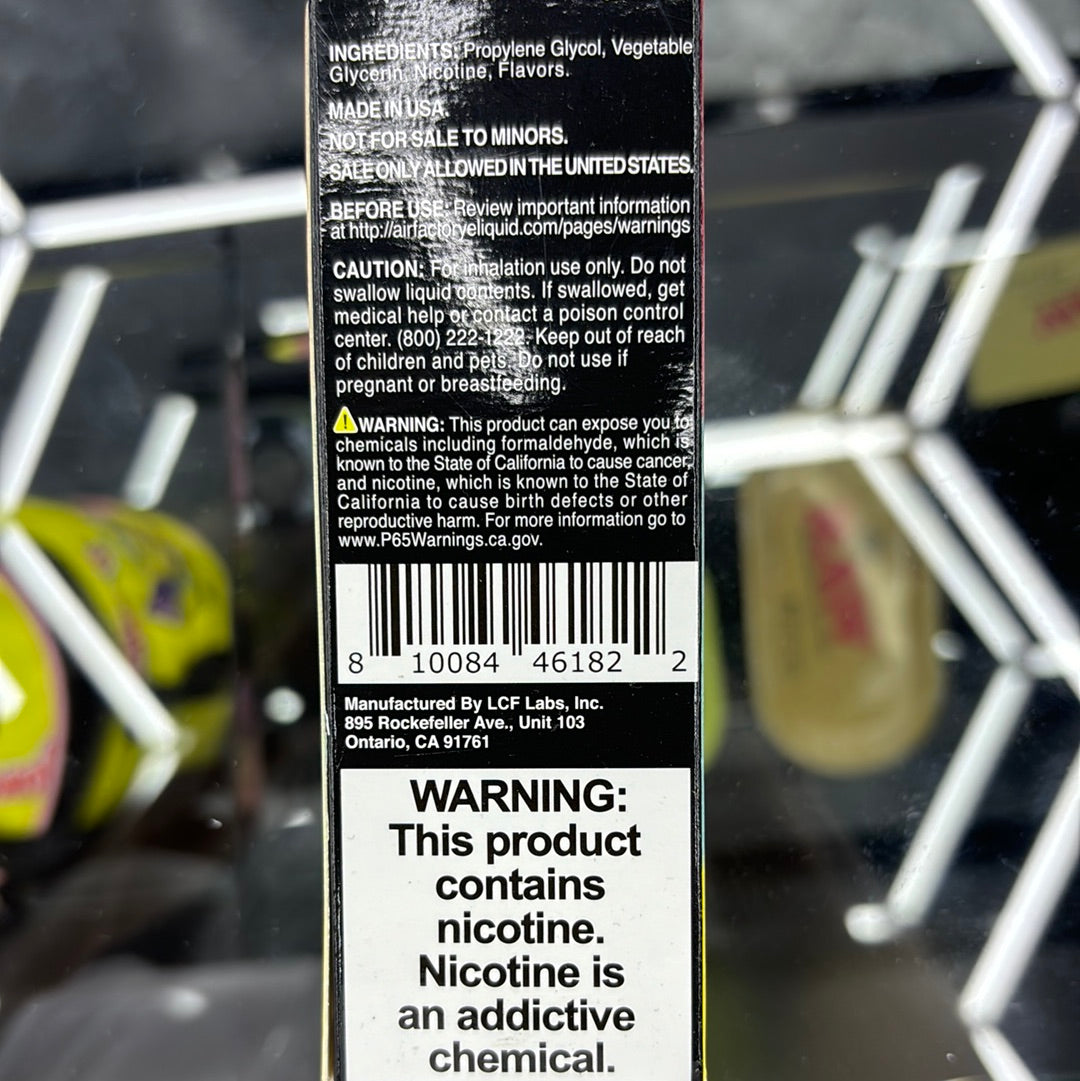 INGREDIENTS: Propylene Glycol, Vegetable
Glycerin, Nicotine, Flavors.
MADE IN USA.
NOT FOR SALE TO MINORS.
SALE ONLY ALLOWED IN THE UNITED STATES.
BEFORE USE: Review important information
at http://airfactoryeliquid.com/pages/warnings
CAUTION: For inhalation use only. Do not
swallow liquid contents. If swallowed, get
medical help or contact a poison control
center. (800) 222-1222. Keep out of reach
of children and pets. Do not use if
pregnant or breastfeeding.
WARNING: This product can expose you to
chemicals including formaldehyde, which is
known to the State of California to cause cancer,
and nicotine, which is known to the State of
California to cause birth defects or other
reproductive harm. For more information go to
www.P65Warnings.ca.gov.
8 10084 46182 2
Manufactured By LCF Labs, Inc.
895 Rockefeller Ave., Unit 103
Ontario, CA 91761
WARNING:
This product
contains
nicotine.
Nicotine is
an addictive
chemical.
RAW